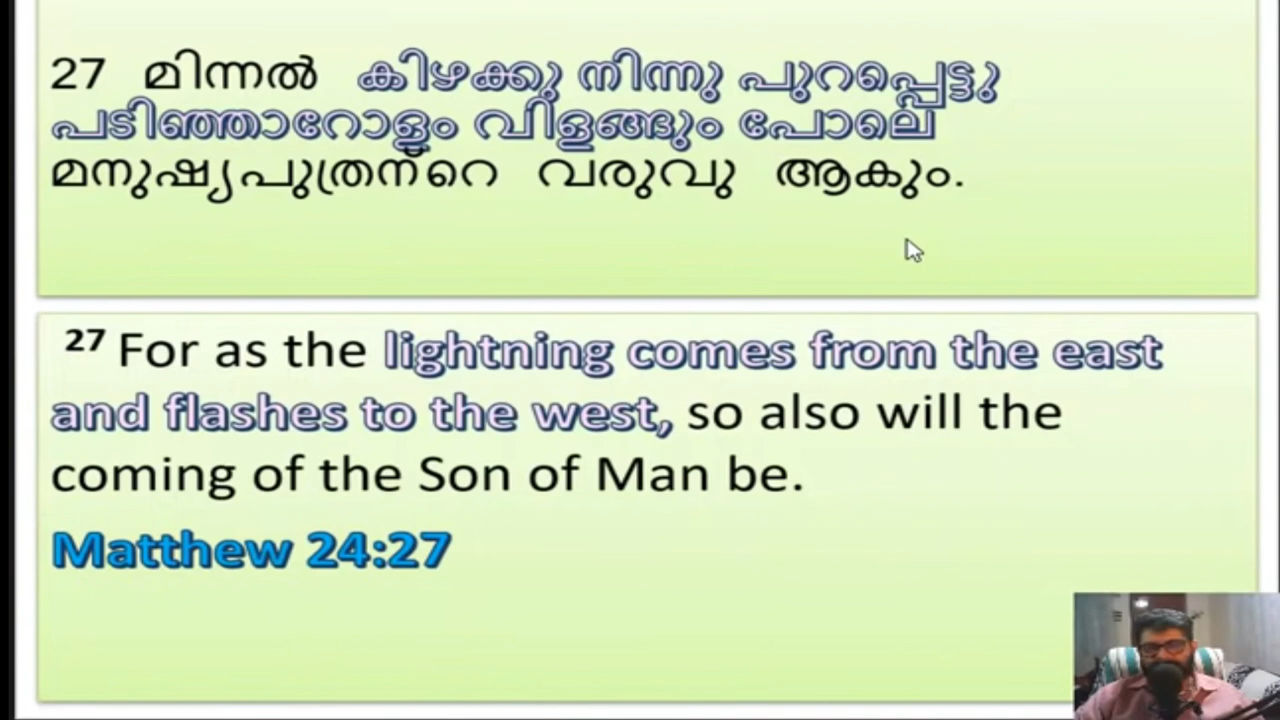 27 മിന്നൽ കിഴക്കു നിന്നു പുറപ്പെട്ടു
പടിഞ്ഞാറോളം വിളങ്ങും പോലെ
മനുഷ്യപുത്രന്റെ വരുവു ആകും.
27 For as the lightning comes from the east
and flashes to the west, so also will the
coming of the Son of Man be.
Matthew 24:27